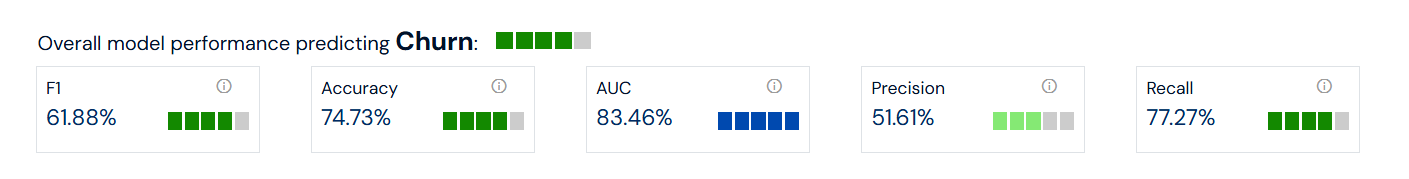 Overall model performance predicting Churn:
F1
61.88%
Accuracy
74.73%
AUC
83.46%
Precision
51.61%
Recall
77.27%